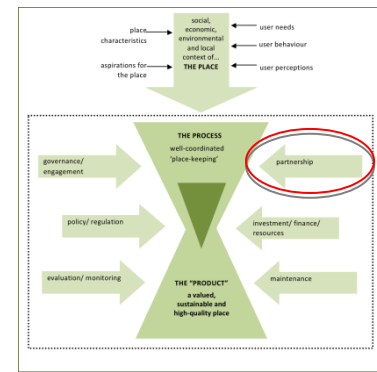 social,
economic,
environmental
and local
context of...
THE PLACE
place
characteristics
aspirations for
the place
user needs
user behaviour
user perceptions
THE PROCESS
well-coordinated
'place-keeping'
governance/
engagement
partnership
policy/ regulation
investment/ finance/
resources
evaluation/ monitoring
maintenance
THE "PRODUCT"
a valued,
sustainable and
high-quality place